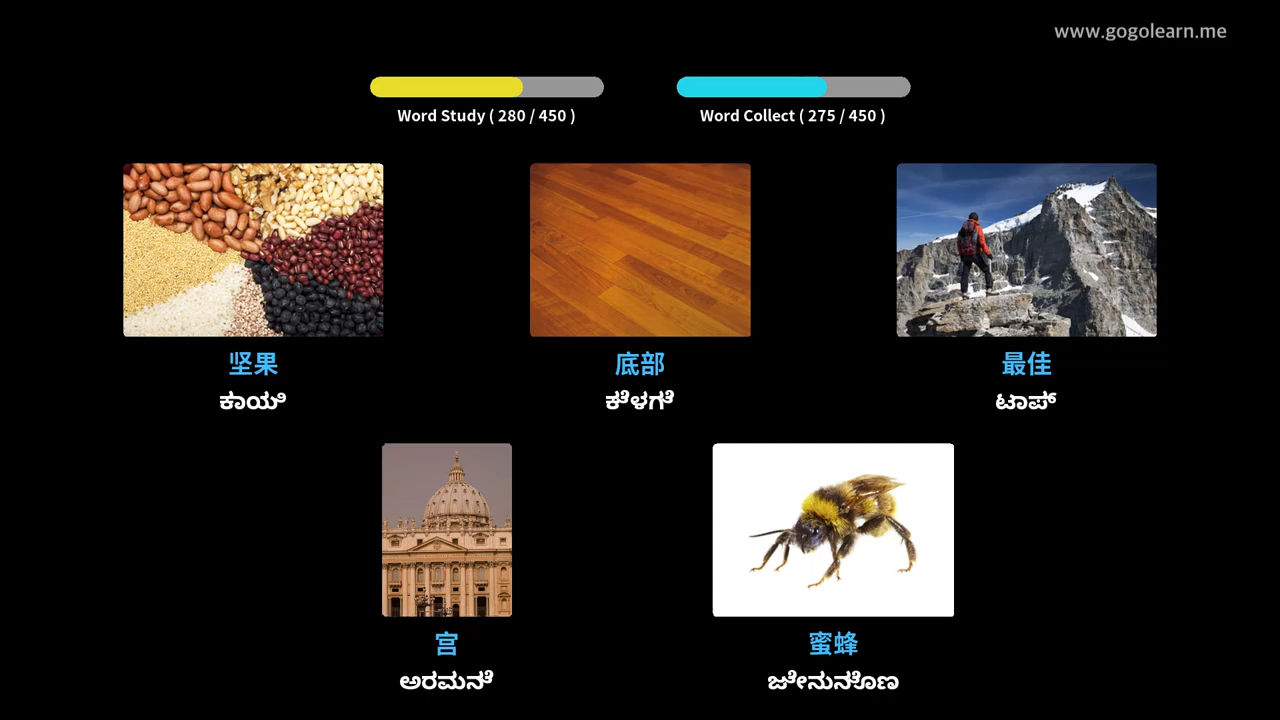 www.gogolearn.me
Word Study ( 280 / 450 )
Word Collect ( 275 / 450 )
坚果
ಕಾಯಿ
底部
ಕೆಳಗೆ
最佳
ಟಾಪ್
宫
ಅರಮನೆ
蜜蜂
ಜೇನುನೊಣ